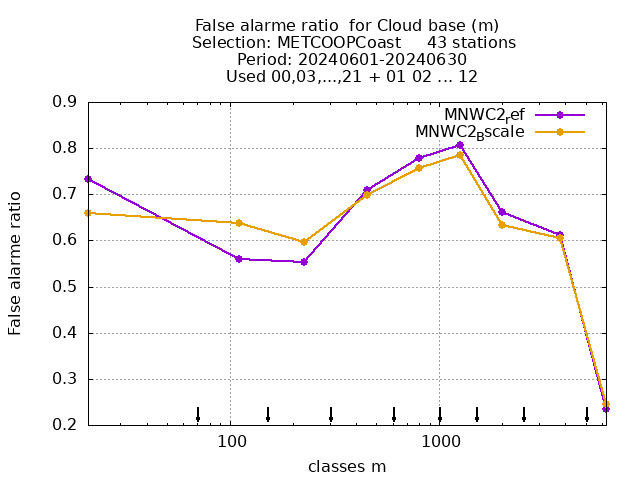 False alarme ratio  for Cloud base (m)
Selection: METCOOPCoast     43 stations
Period: 20240601-20240630
Used 00,03,...,21 + 01 02 ... 12
MNWC2_ref
MNWC2_Bscale
0.9
0.8
0.7
0.6
0.5
0.4
0.3
0.2
False alarme ratio
100
1000
classes m